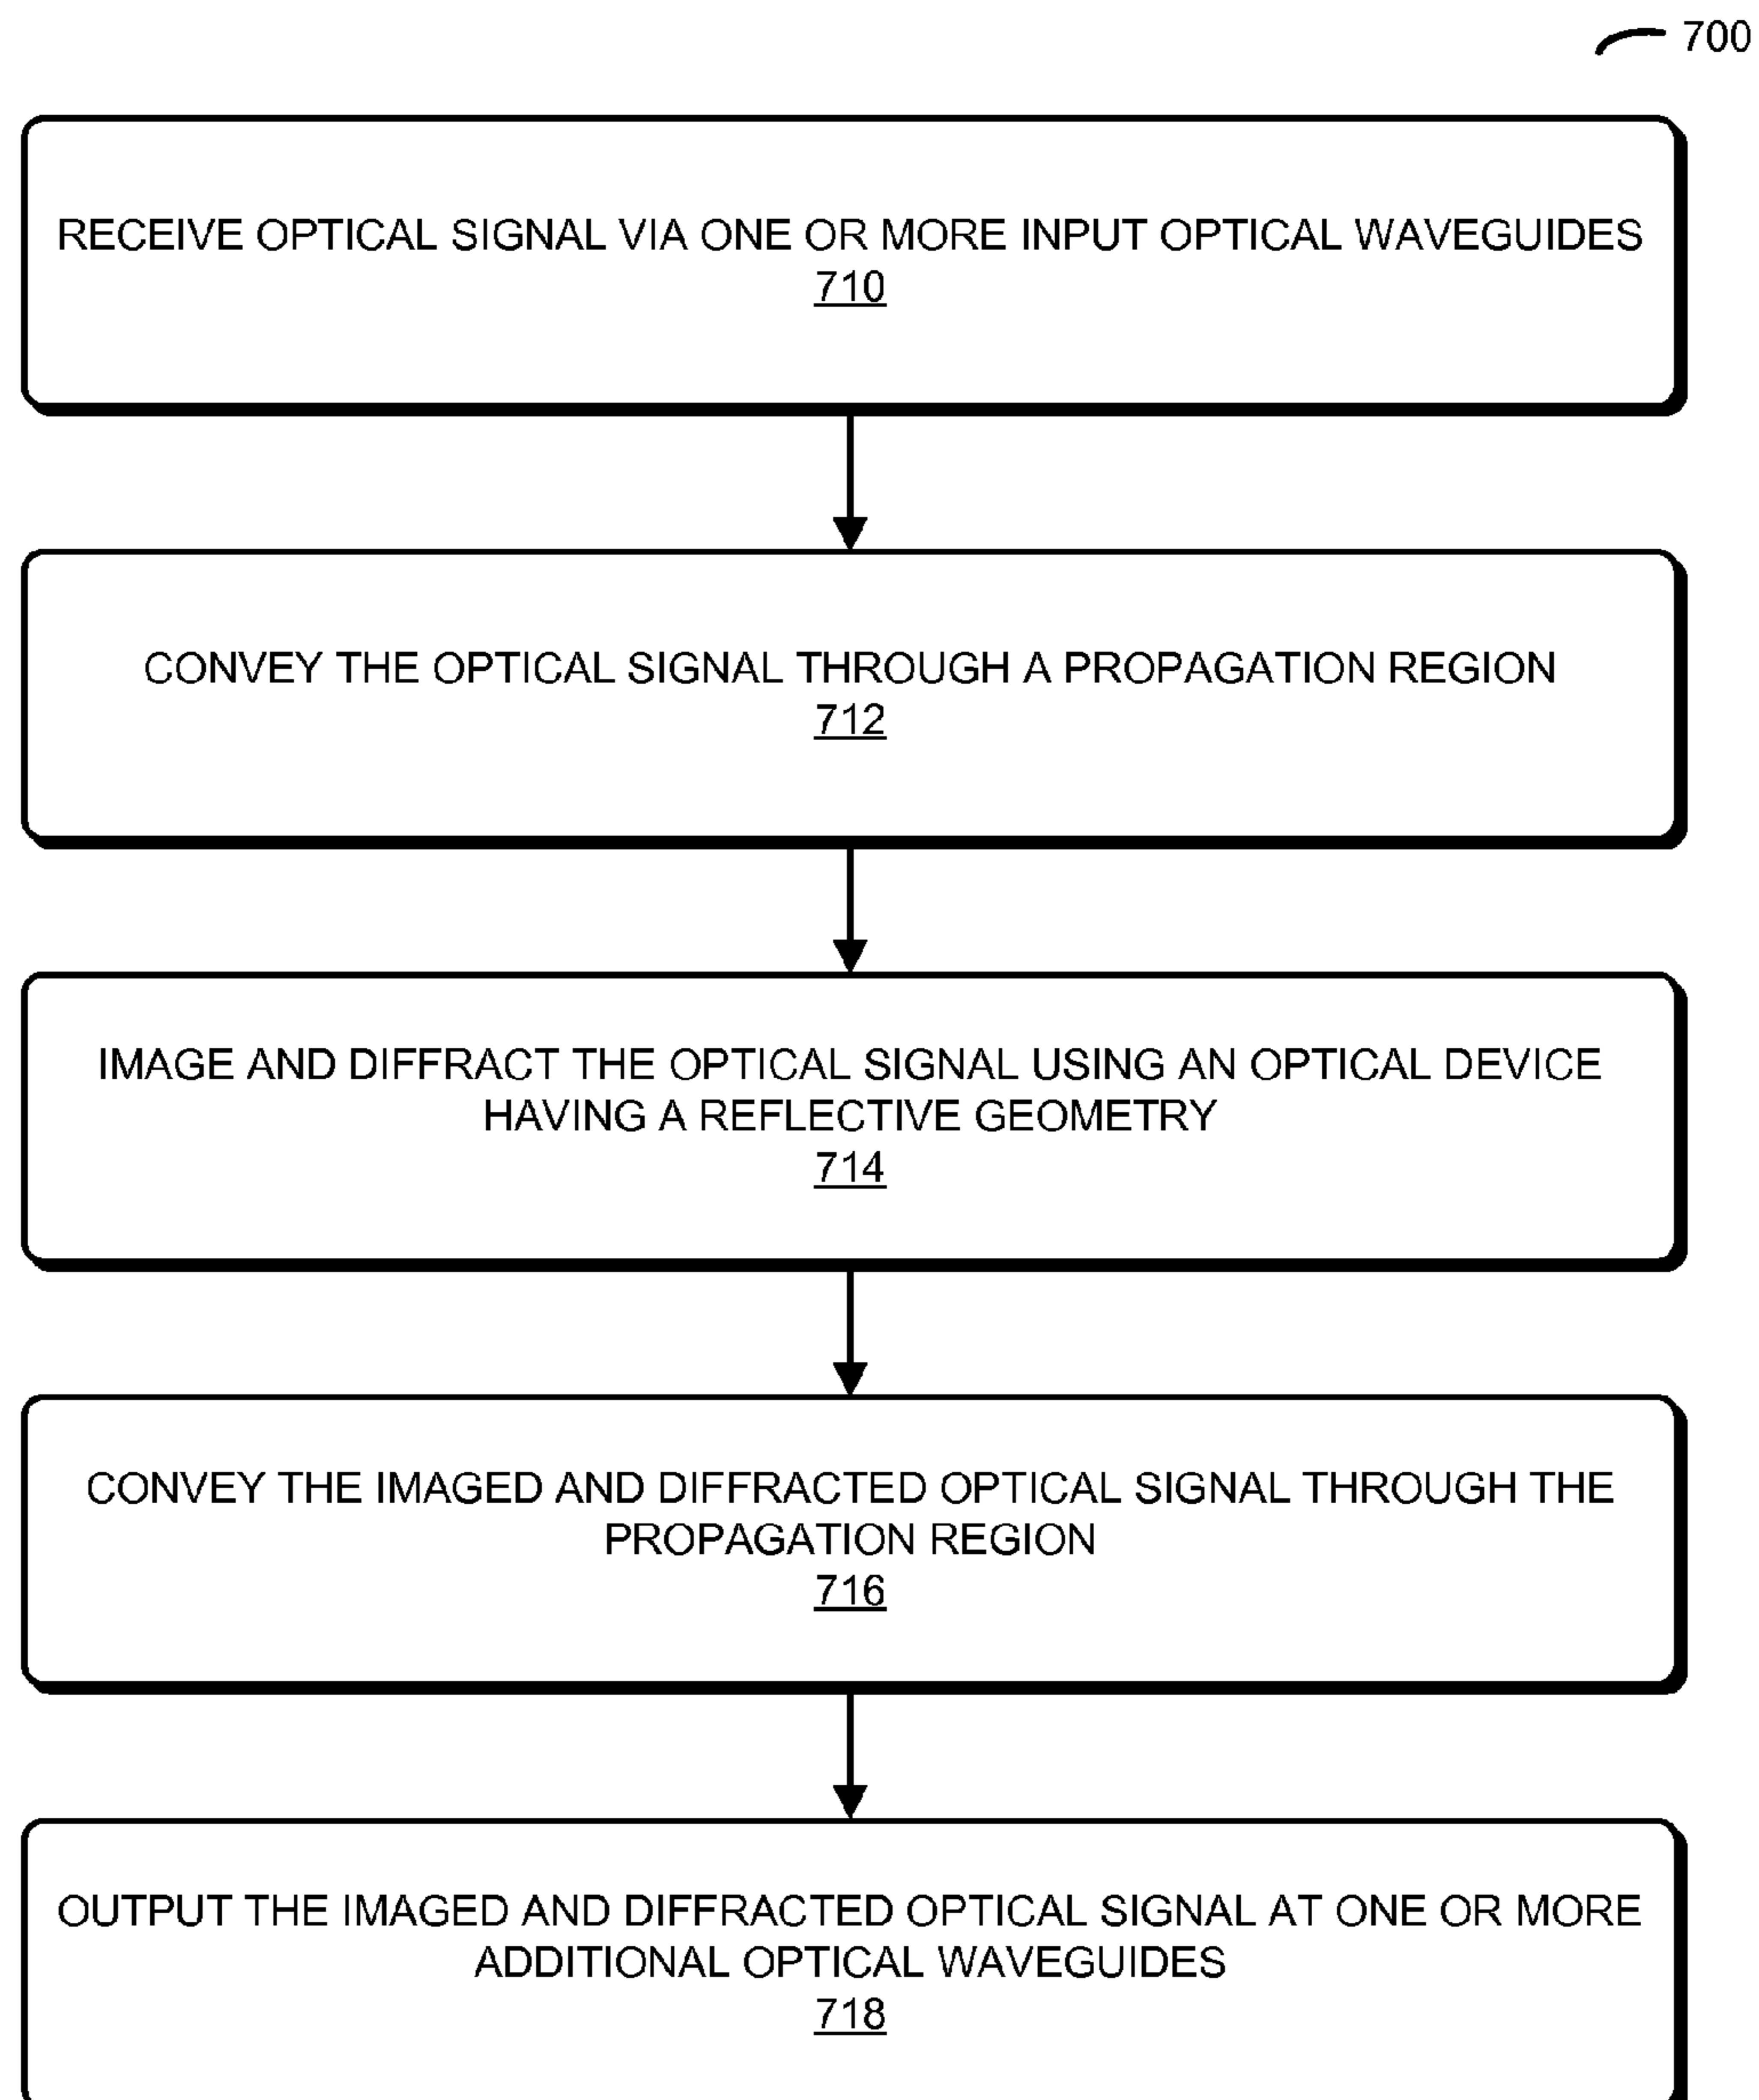 700
RECEIVE OPTICAL SIGNAL VIA ONE OR MORE INPUT OPTICAL WAVEGUIDES
710
CONVEY THE OPTICAL SIGNAL THROUGH A PROPAGATION REGION
712
IMAGE AND DIFFRACT THE OPTICAL SIGNAL USING AN OPTICAL DEVICE
HAVING A REFLECTIVE GEOMETRY
714
CONVEY THE IMAGED AND DIFFRACTED OPTICAL SIGNAL THROUGH THE
PROPAGATION REGION
716
OUTPUT THE IMAGED AND DIFFRACTED OPTICAL SIGNAL AT ONE OR MORE
ADDITIONAL OPTICAL WAVEGUIDES
718